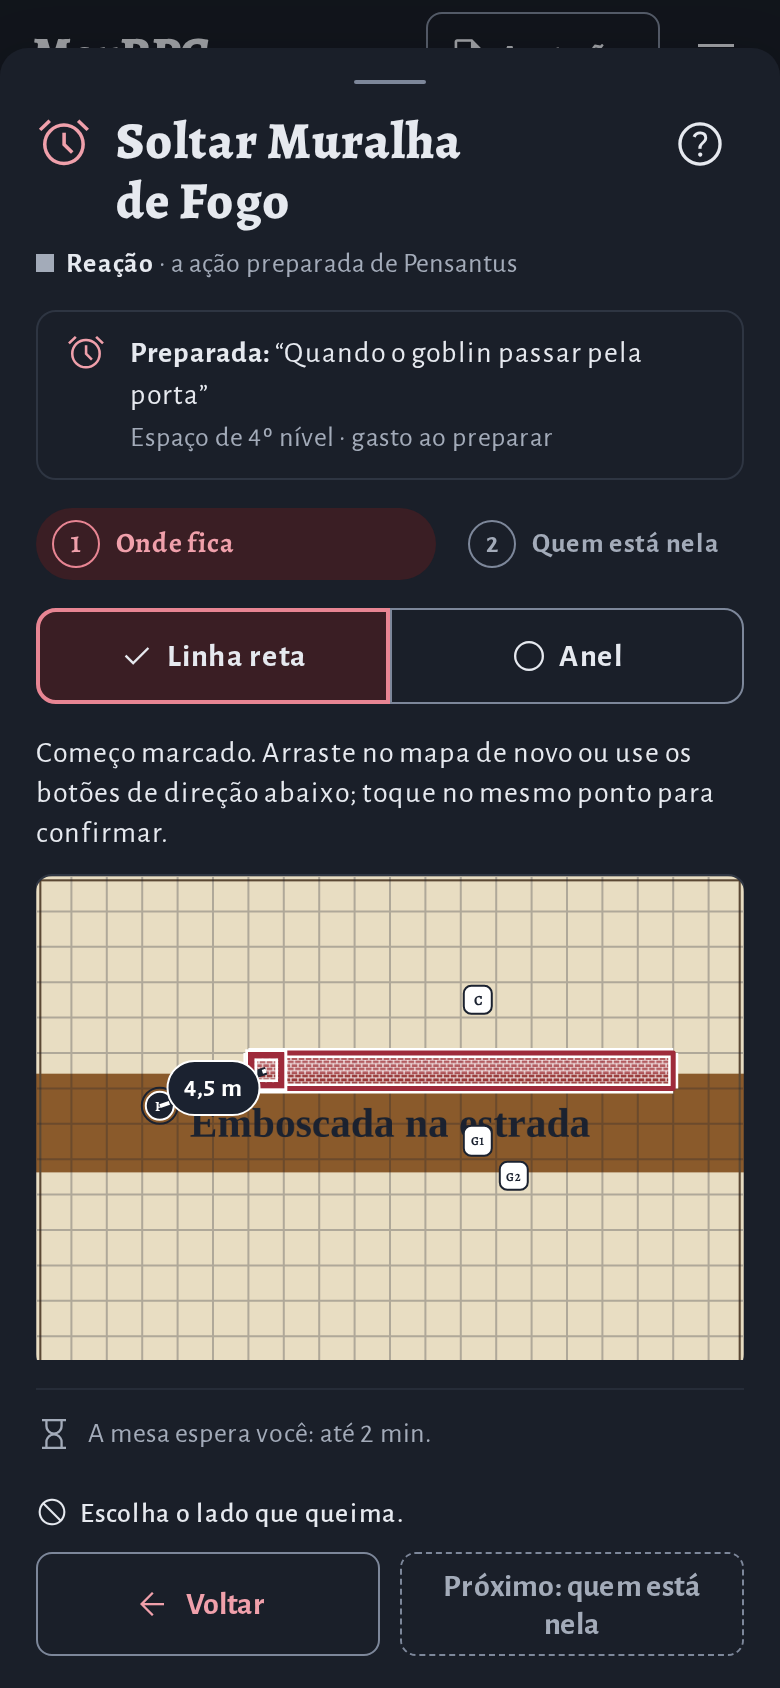 Soltar Muralha
de Fogo
Reação · a ação preparada de Pensantus
Preparada: “Quando o goblin passar pela
porta”
Espaço de 4º nível · gasto ao preparar
1 Onde fica
2 Quem está nela
Linha reta
Anel
Começo marcado. Arraste no mapa de novo ou use os
botões de direção abaixo; toque no mesmo ponto para
confirmar.
C
4,5 m
Emboscada na estrada
G1
G2
A mesa espera você: até 2 min.
Escolha o lado que queima.
Voltar
Próximo: quem está
nela